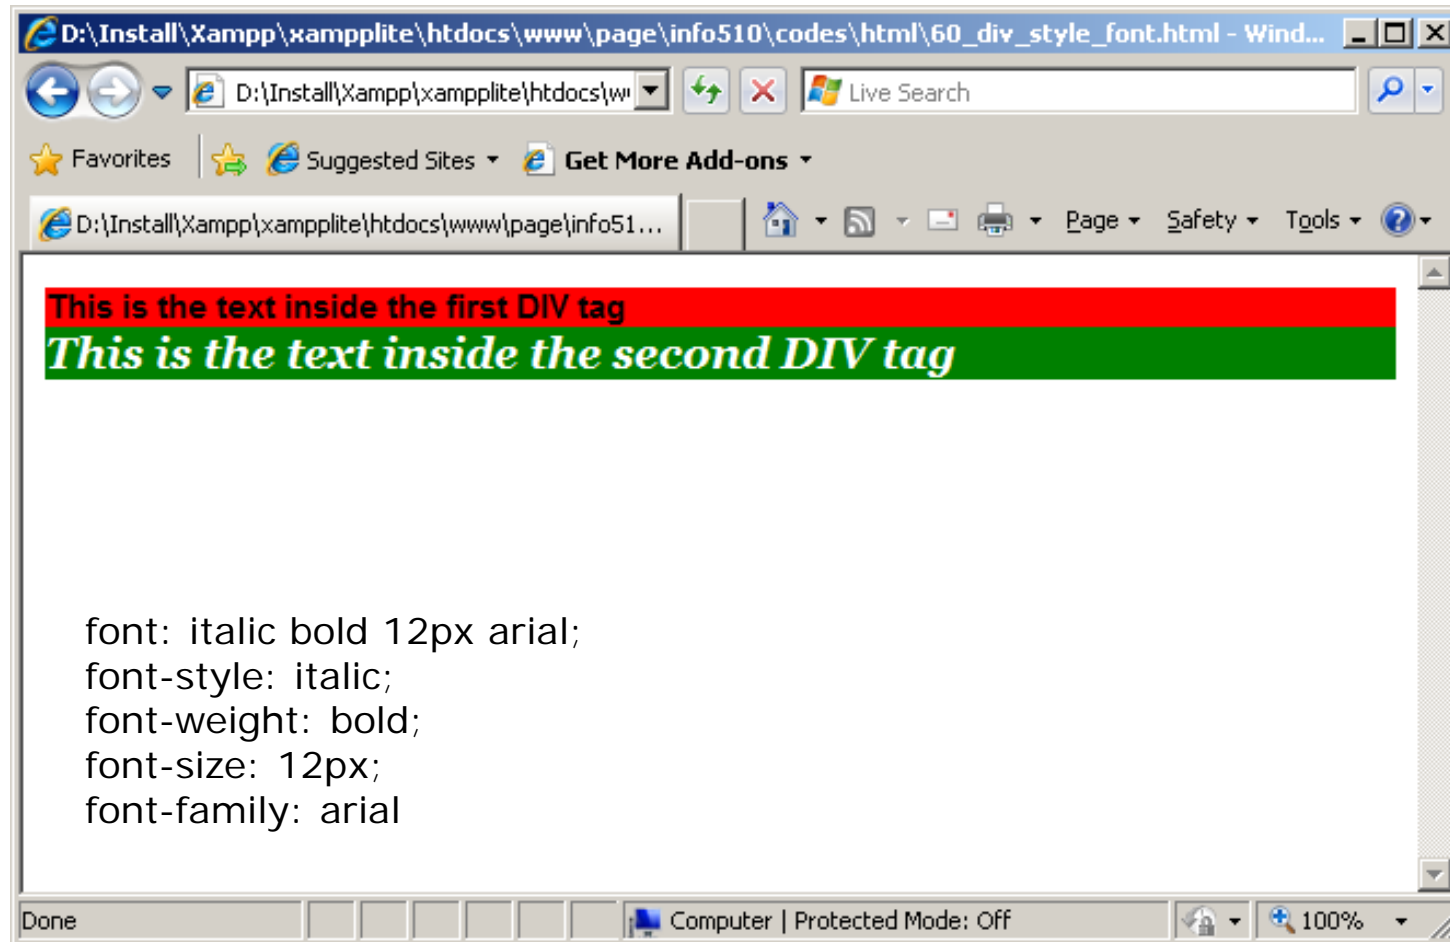 D:\Install\Xampp\xampplite\htdocs\www\page\info510\codes\html\60_div_style_font.html - Wind...
D:\Install\Xampp\xampplite\htdocs\w
Live Search
Favorites Suggested Sites Get More Add-ons
D:\Install\Xampp\xampplite\htdocs\www\page\info51... Page Safety Tools
This is the text inside the first DIV tag
This is the text inside the second DIV tag
font: italic bold 12px arial;
font-style: italic;
font-weight: bold;
font-size: 12px;
font-family: arial
Done Computer | Protected Mode: Off 100%